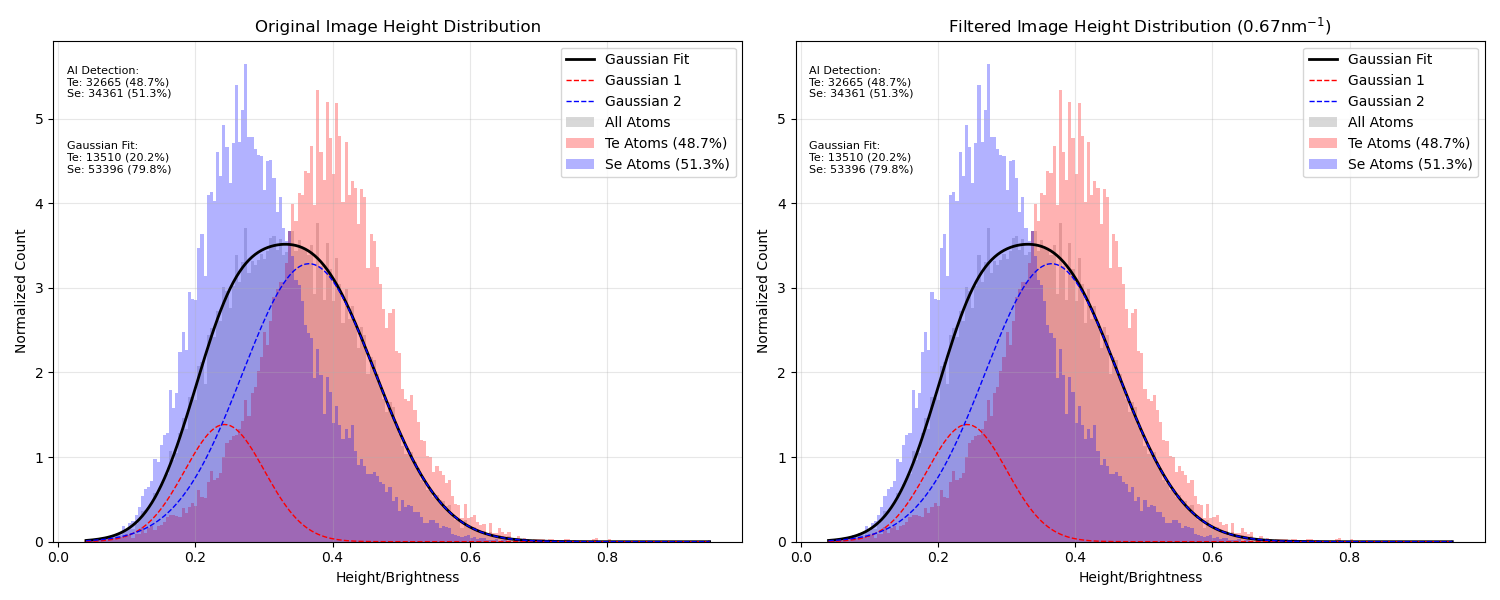 Original Image Height Distribution
AI Detection:
Te: 32665 (48.7%)
Se: 34361 (51.3%)
Gaussian Fit:
Te: 13510 (20.2%)
Se: 53396 (79.8%)
Gaussian Fit
Gaussian 1
Gaussian 2
All Atoms
Te Atoms (48.7%)
Se Atoms (51.3%)
Normalized Count
5
4
3
2
1
0
0.0 0.2 0.4 0.6 0.8
Height/Brightness
Filtered Image Height Distribution (0.67nm⁻¹)
AI Detection:
Te: 32665 (48.7%)
Se: 34361 (51.3%)
Gaussian Fit:
Te: 13510 (20.2%)
Se: 53396 (79.8%)
Gaussian Fit
Gaussian 1
Gaussian 2
All Atoms
Te Atoms (48.7%)
Se Atoms (51.3%)
Normalized Count
5
4
3
2
1
0
0.0 0.2 0.4 0.6 0.8
Height/Brightness